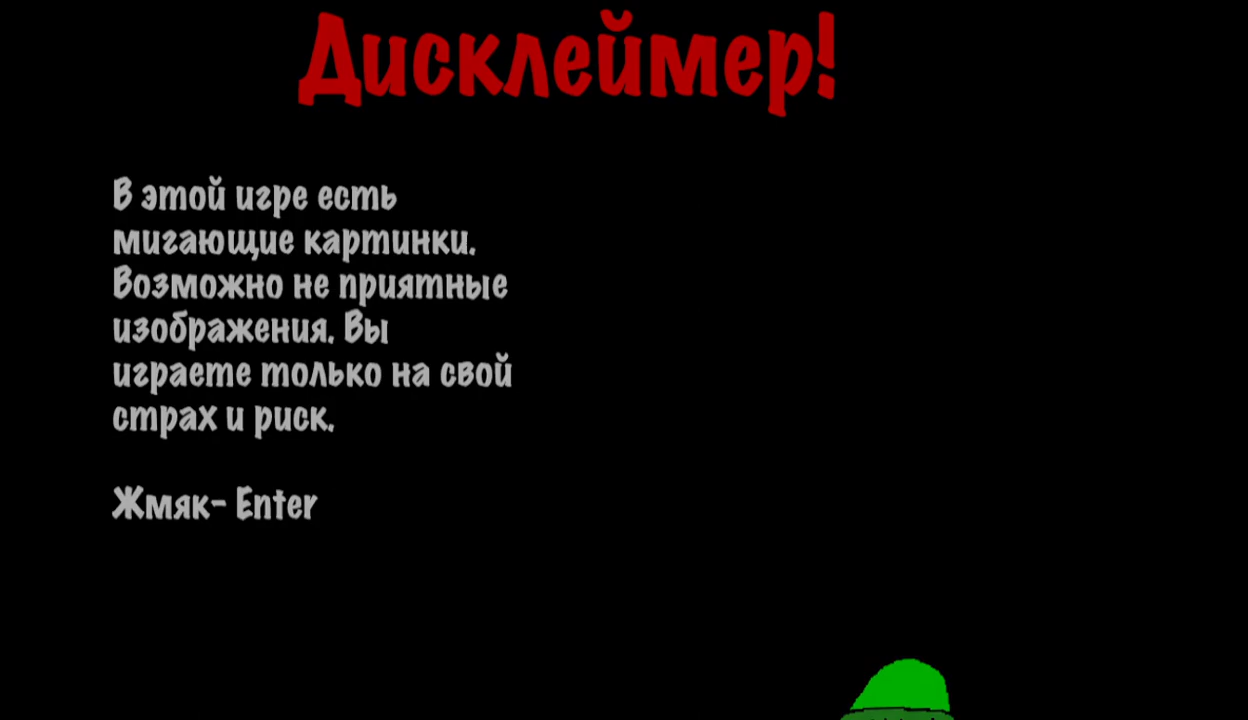 Дисклеймер!
В этой игре есть
мигающие картинки.
Возможно не приятные
изображения. Вы
играете только на свой
страх и риск.
Жмяк- Enter